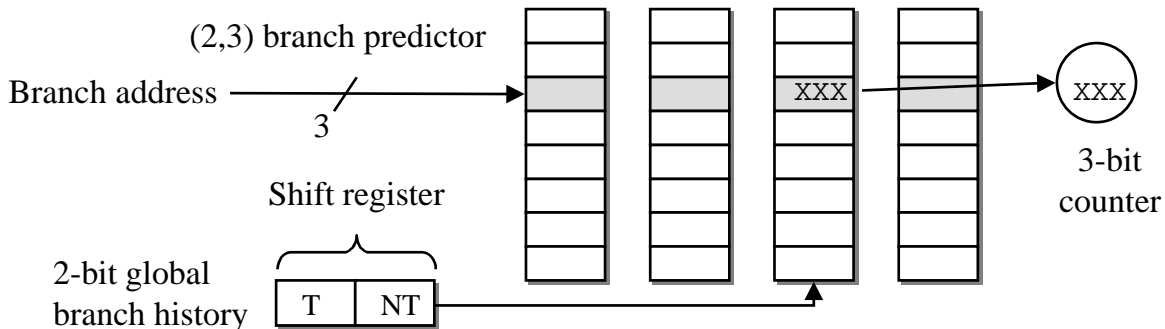 (2,3) branch predictor
Branch address
3
XXX
XXX
3-bit
counter
Shift register
2-bit global
branch history
T
NT